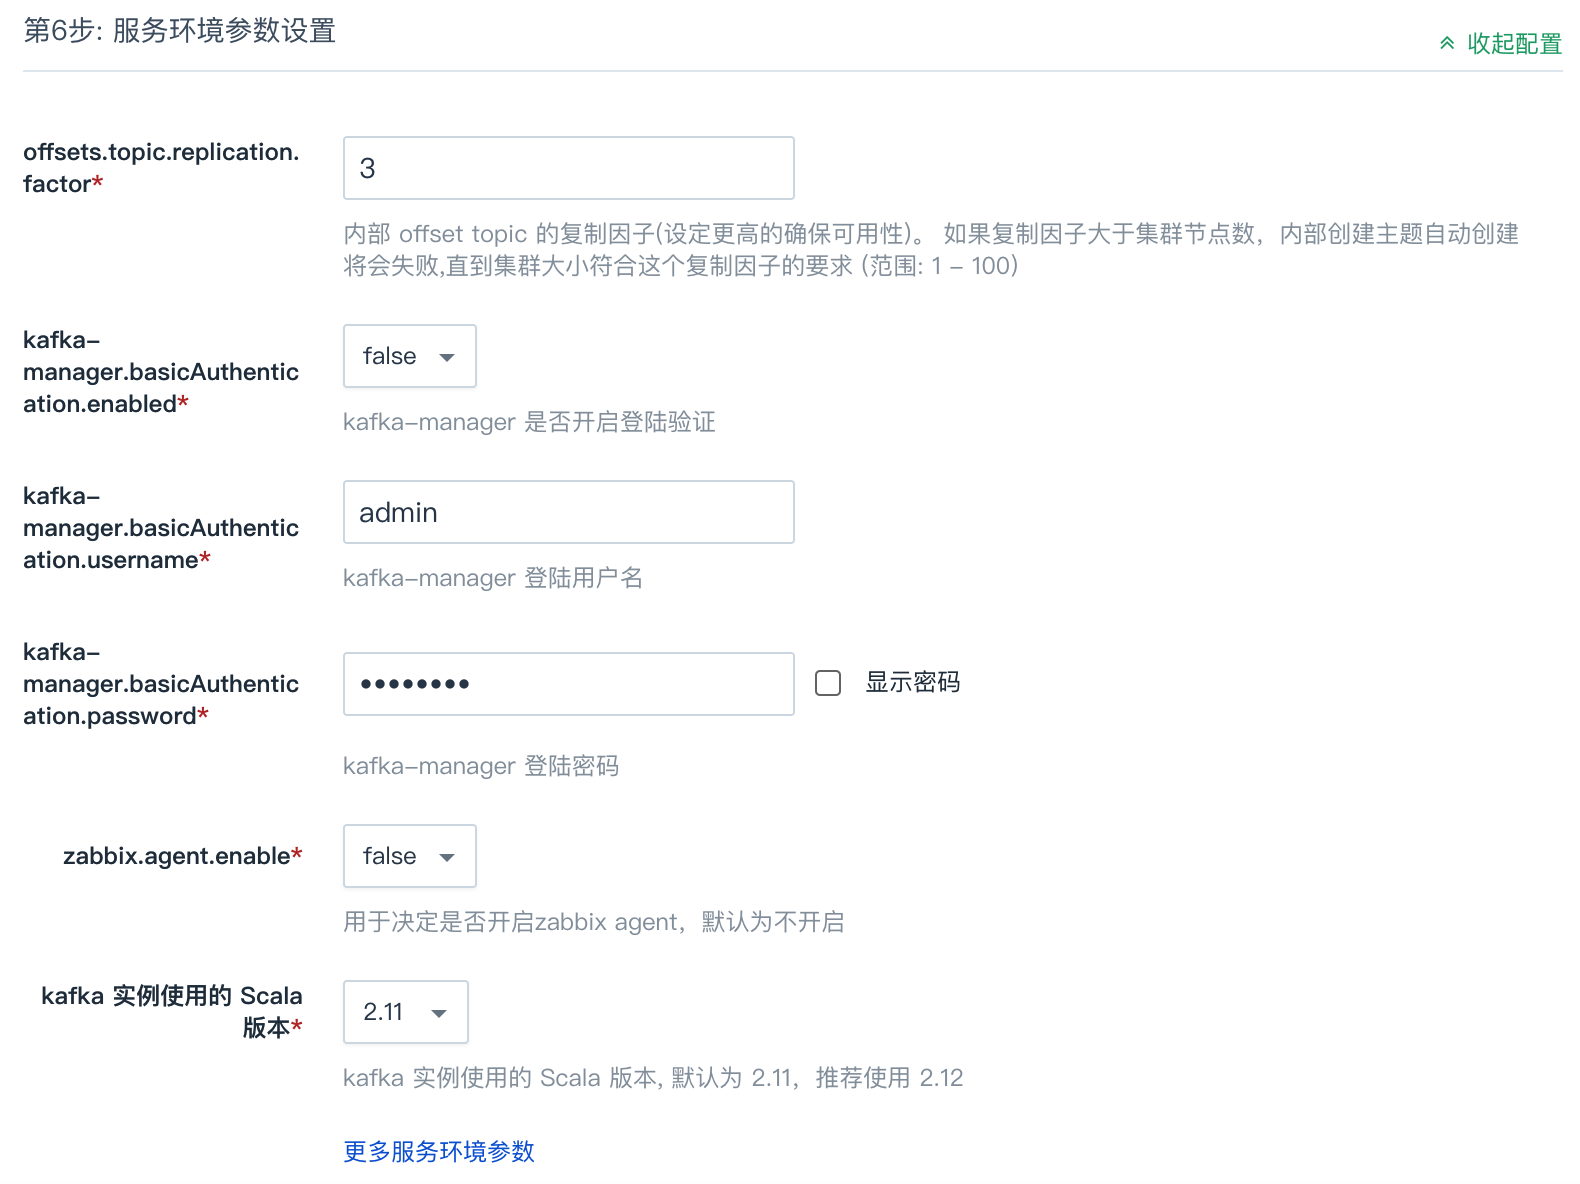 第6步: 服务环境参数设置
收起配置
offsets.topic.replication.
factor*
3
内部 offset topic 的复制因子(设定更高的确保可用性)。 如果复制因子大于集群节点数，内部创建主题自动创建
将会失败,直到集群大小符合这个复制因子的要求 (范围: 1 – 100)
kafka-
manager.basicAuthentic
ation.enabled*
false
kafka-manager 是否开启登陆验证
kafka-
manager.basicAuthentic
ation.username*
admin
kafka-manager 登陆用户名
kafka-
manager.basicAuthentic
ation.password*
••••••••
显示密码
kafka-manager 登陆密码
zabbix.agent.enable*
false
用于决定是否开启zabbix agent，默认为不开启
kafka 实例使用的 Scala
版本*
2.11
kafka 实例使用的 Scala 版本, 默认为 2.11，推荐使用 2.12
更多服务环境参数